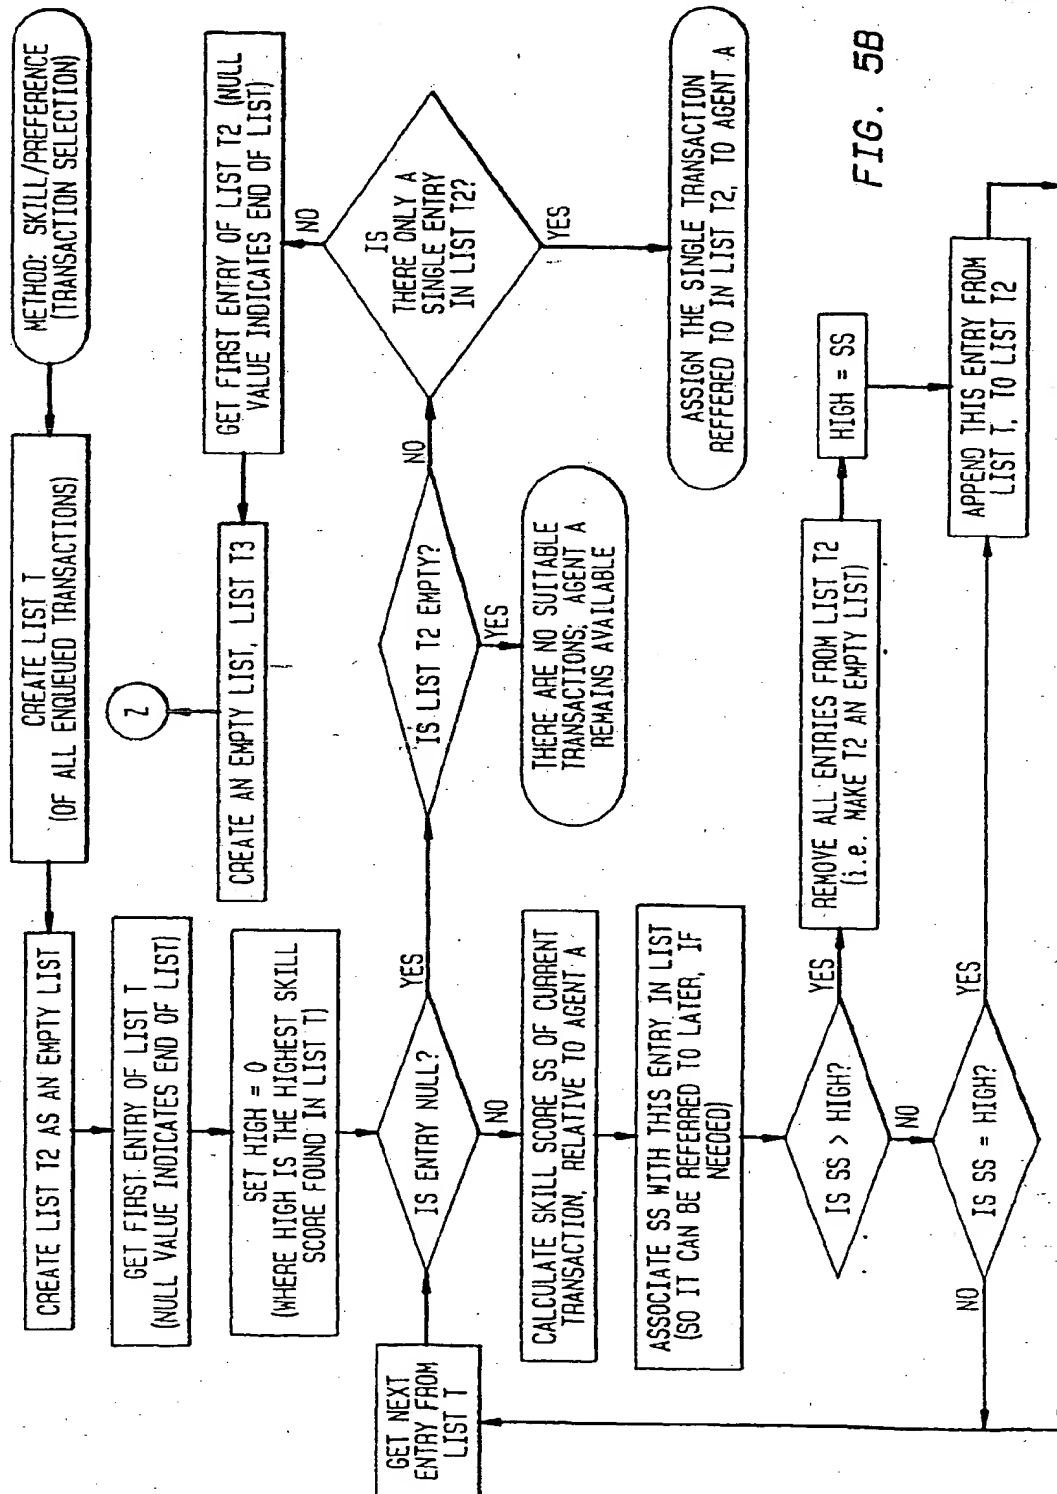 METHOD: SKILL/PREFERENCE
(TRANSACTION SELECTION)
CREATE LIST T
(OF ALL ENQUEUED TRANSACTIONS)
CREATE LIST T2 AS AN EMPTY LIST
GET FIRST ENTRY OF LIST T
(NULL VALUE INDICATES END OF LIST)
SET HIGH = 0
(WHERE HIGH IS THE HIGHEST SKILL
SCORE FOUND IN LIST T)
GET NEXT
ENTRY FROM
LIST T
IS ENTRY NULL?
YES
NO
IS LIST T2 EMPTY?
NO
YES
THERE ARE NO SUITABLE
TRANSACTIONS; AGENT A
REMAINS AVAILABLE
IS
THERE ONLY A
SINGLE ENTRY
IN LIST T2?
NO
YES
GET FIRST ENTRY OF LIST T2 (NULL
VALUE INDICATES END OF LIST)
CREATE AN EMPTY LIST, LIST T3
Z
ASSIGN THE SINGLE TRANSACTION
REFFERED TO IN LIST T2, TO AGENT A
CALCULATE SKILL SCORE SS OF CURRENT
TRANSACTION, RELATIVE TO AGENT A
ASSOCIATE SS WITH THIS ENTRY IN LIST
(SO IT CAN BE REFERRED TO LATER, IF
NEEDED)
IS SS > HIGH?
YES
NO
REMOVE ALL ENTRIES FROM LIST T2
(i.e. MAKE T2 AN EMPTY LIST)
HIGH = SS
IS SS = HIGH?
YES
NO
APPEND THIS ENTRY FROM
LIST T, TO LIST T2
FIG. 5B